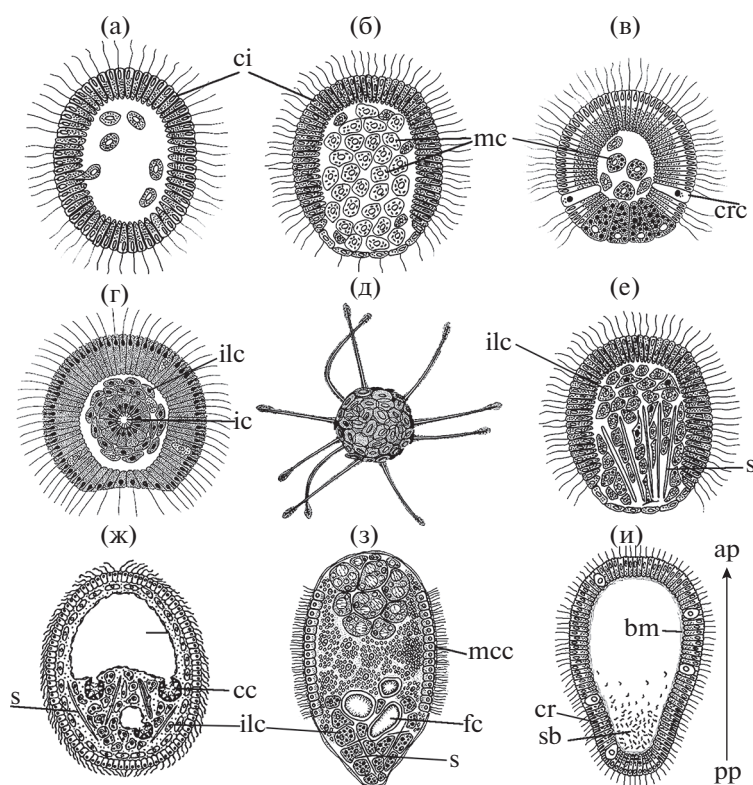 (а) (б) (в)
ci
mc
crc
(г) (д) (е)
ilc
ilc
ic
s
(ж) (з) (и)
ap
bm
mcc
s
cc
cr
ilc
fc
sb
s
pp